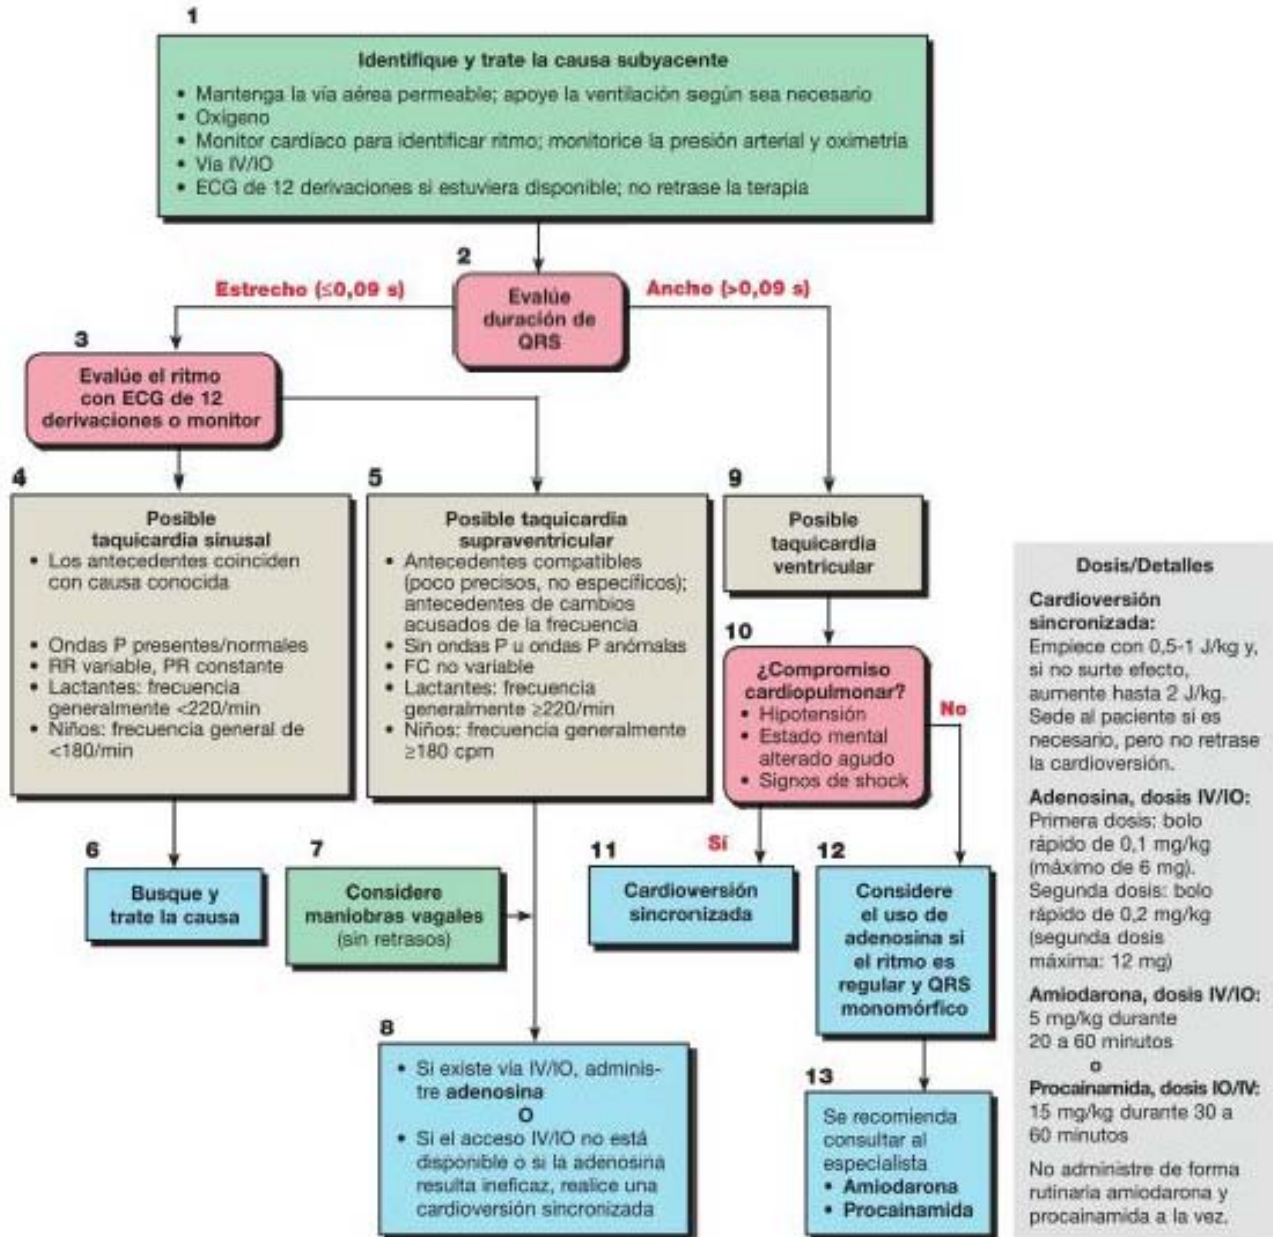 1
Identifique y trate la causa subyacente
• Mantenga la vía aérea permeable; apoye la ventilación según sea necesario
• Oxígeno
• Monitor cardíaco para identificar ritmo; monitorice la presión arterial y oximetría
• Vía IV/IO
• ECG de 12 derivaciones si estuviera disponible; no retrase la terapia
2
Evalúe
duración de
QRS
Estrecho (≤0,09 s)
Ancho (>0,09 s)
3
Evalúe el ritmo
con ECG de 12
derivaciones o monitor
4
Posible
taquicardia sinusal
• Los antecedentes coinciden
con causa conocida
• Ondas P presentes/normales
• RR variable, PR constante
• Lactantes: frecuencia
generalmente <220/min
• Niños: frecuencia general de
<180/min
5
Posible taquicardia
supraventricular
• Antecedentes compatibles
(poco precisos, no específicos);
antecedentes de cambios
acusados de la frecuencia
• Sin ondas P u ondas P anómalas
• FC no variable
• Lactantes: frecuencia
generalmente ≥220/min
• Niños: frecuencia generalmente
≥180 cpm
9
Posible
taquicardia
ventricular
10
¿Compromiso
cardiopulmonar?
• Hipotensión
• Estado mental
alterado agudo
• Signos de shock
No
Sí
6
Busque y
trate la causa
7
Considere
maniobras vagales
(sin retrasos)
11
Cardioversión
sincronizada
12
Considere
el uso de
adenosina si
el ritmo es
regular y QRS
monomórfico
8
• Si existe vía IV/IO, adminis-
tre adenosina
O
• Si el acceso IV/IO no está
disponible o si la adenosina
resulta ineficaz, realice una
cardioversión sincronizada
13
Se recomienda
consultar al
especialista
• Amiodarona
• Procainamida
Dosis/Detalles
Cardioversión
sincronizada:
Empiece con 0,5-1 J/kg y,
si no surte efecto,
aumente hasta 2 J/kg.
Sede al paciente si es
necesario, pero no retrase
la cardioversión.
Adenosina, dosis IV/IO:
Primera dosis: bolo
rápido de 0,1 mg/kg
(máximo de 6 mg).
Segunda dosis: bolo
rápido de 0,2 mg/kg
(segunda dosis
máxima: 12 mg)
Amiodarona, dosis IV/IO:
5 mg/kg durante
20 a 60 minutos
o
Procainamida, dosis IO/IV:
15 mg/kg durante 30 a
60 minutos
No administre de forma
rutinaria amiodarona y
procainamida a la vez.